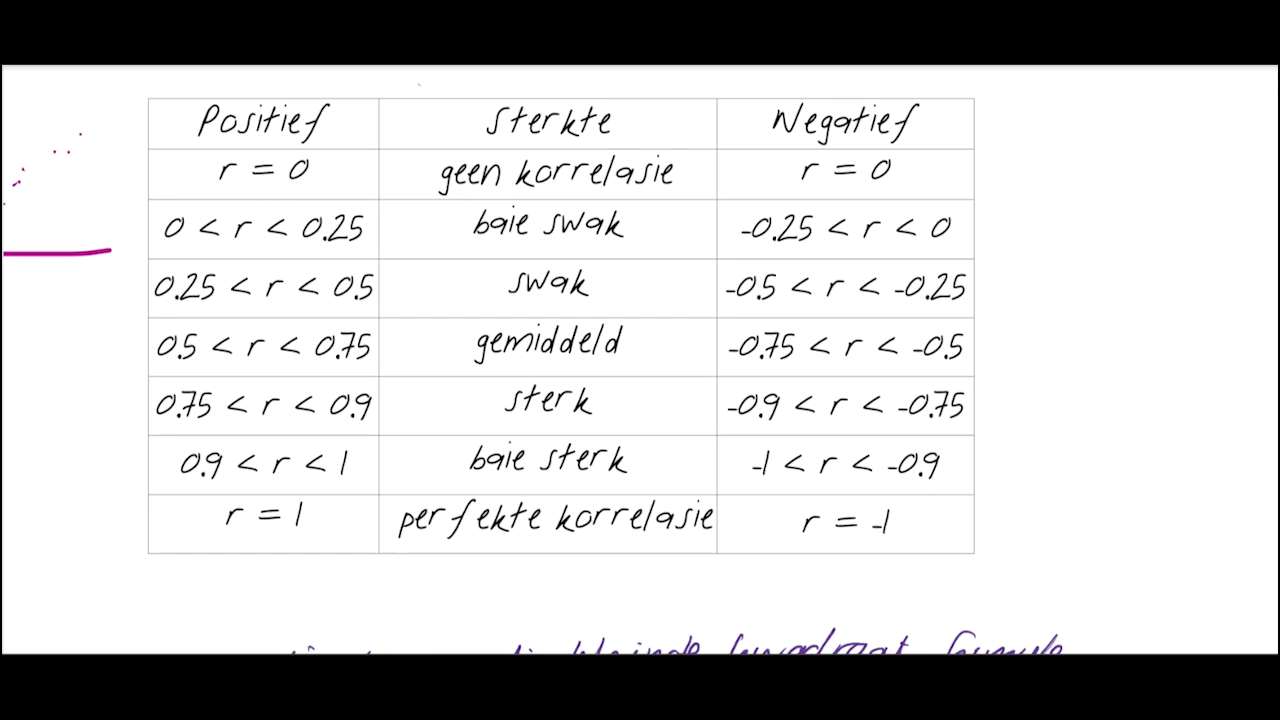 Positief Sterkte Negatief
r = 0 geen korrelasie r = 0
0 < r < 0.25 baie swak -0.25 < r < 0
0.25 < r < 0.5 swak -0.5 < r < -0.25
0.5 < r < 0.75 gemiddeld -0.75 < r < -0.5
0.75 < r < 0.9 sterk -0.9 < r < -0.75
0.9 < r < 1 baie sterk -1 < r < -0.9
r = 1 perfekte korrelasie r = -1